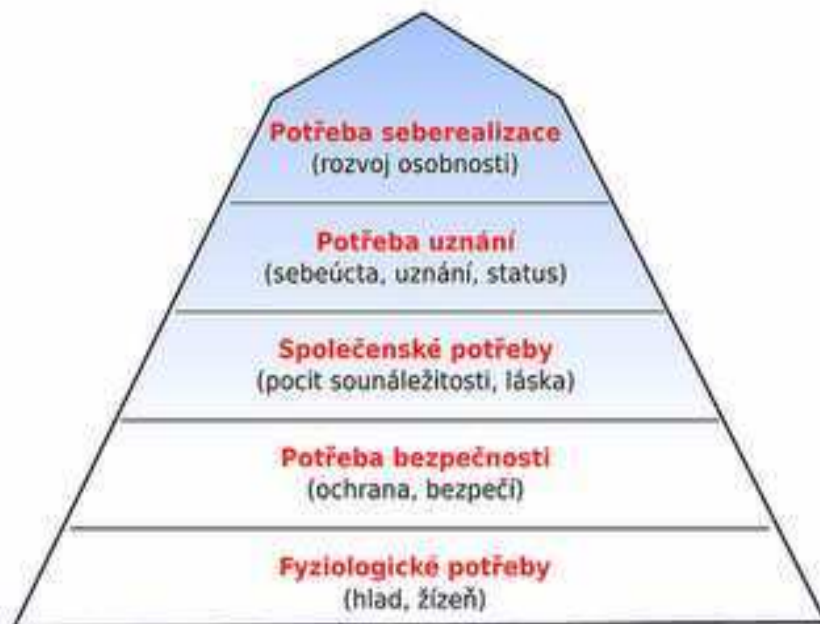 Potřeba seberealizace
(rozvoj osobnosti)
Potřeba uznání
(sebeúcta, uznání, status)
Společenské potřeby
(pocit sounáležitosti, láska)
Potřeba bezpečnosti
(ochrana, bezpečí)
Fyziologické potřeby
(hlad, žízeň)